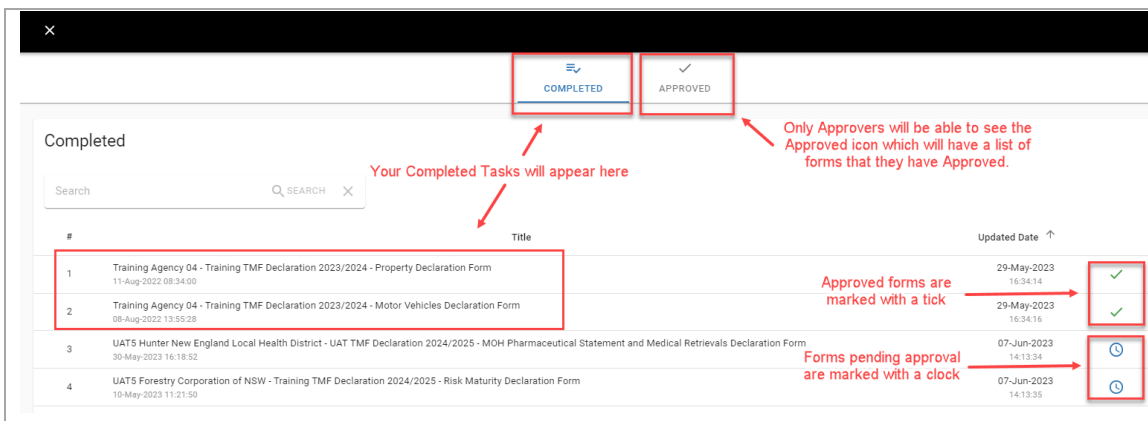 COMPLETED
APPROVED
Only Approvers will be able to see the
Approved icon which will have a list of
forms that they have Approved.
Completed
Your Completed Tasks will appear here
Search
SEARCH
# Title Updated Date
1 Training Agency 04 - Training TMF Declaration 2023/2024 - Property Declaration Form 29-May-2023
11-Aug-2022 08:34:00 16:34:14
Approved forms are
marked with a tick
2 Training Agency 04 - Training TMF Declaration 2023/2024 - Motor Vehicles Declaration Form 29-May-2023
08-Aug-2022 13:55:28 16:34:16
3 UAT5 Hunter New England Local Health District - UAT TMF Declaration 2024/2025 - MOH Pharmaceutical Statement and Medical Retrievals Declaration Form 07-Jun-2023
30-May-2023 16:18:52 14:13:34
Forms pending approval
are marked with a clock
4 UAT5 Forestry Corporation of NSW - Training TMF Declaration 2024/2025 - Risk Maturity Declaration Form 07-Jun-2023
10-May-2023 11:21:50 14:13:35